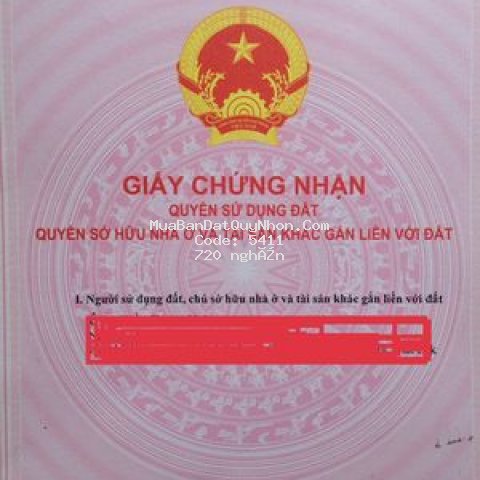 GIẤY CHỨNG NHẬN
QUYỀN SỬ DỤNG ĐẤT
MuaBanDatQuyNhon.Com
QUYỀN SỞ HỮU NHÀ Ở VÀ TÀI SẢN KHÁC GẮN LIỀN VỚI ĐẤT
Code: 5411
720 nghÃỄn
I. Người sử dụng đất, chủ sở hữu nhà ở và tài sản khác gắn liền với đất